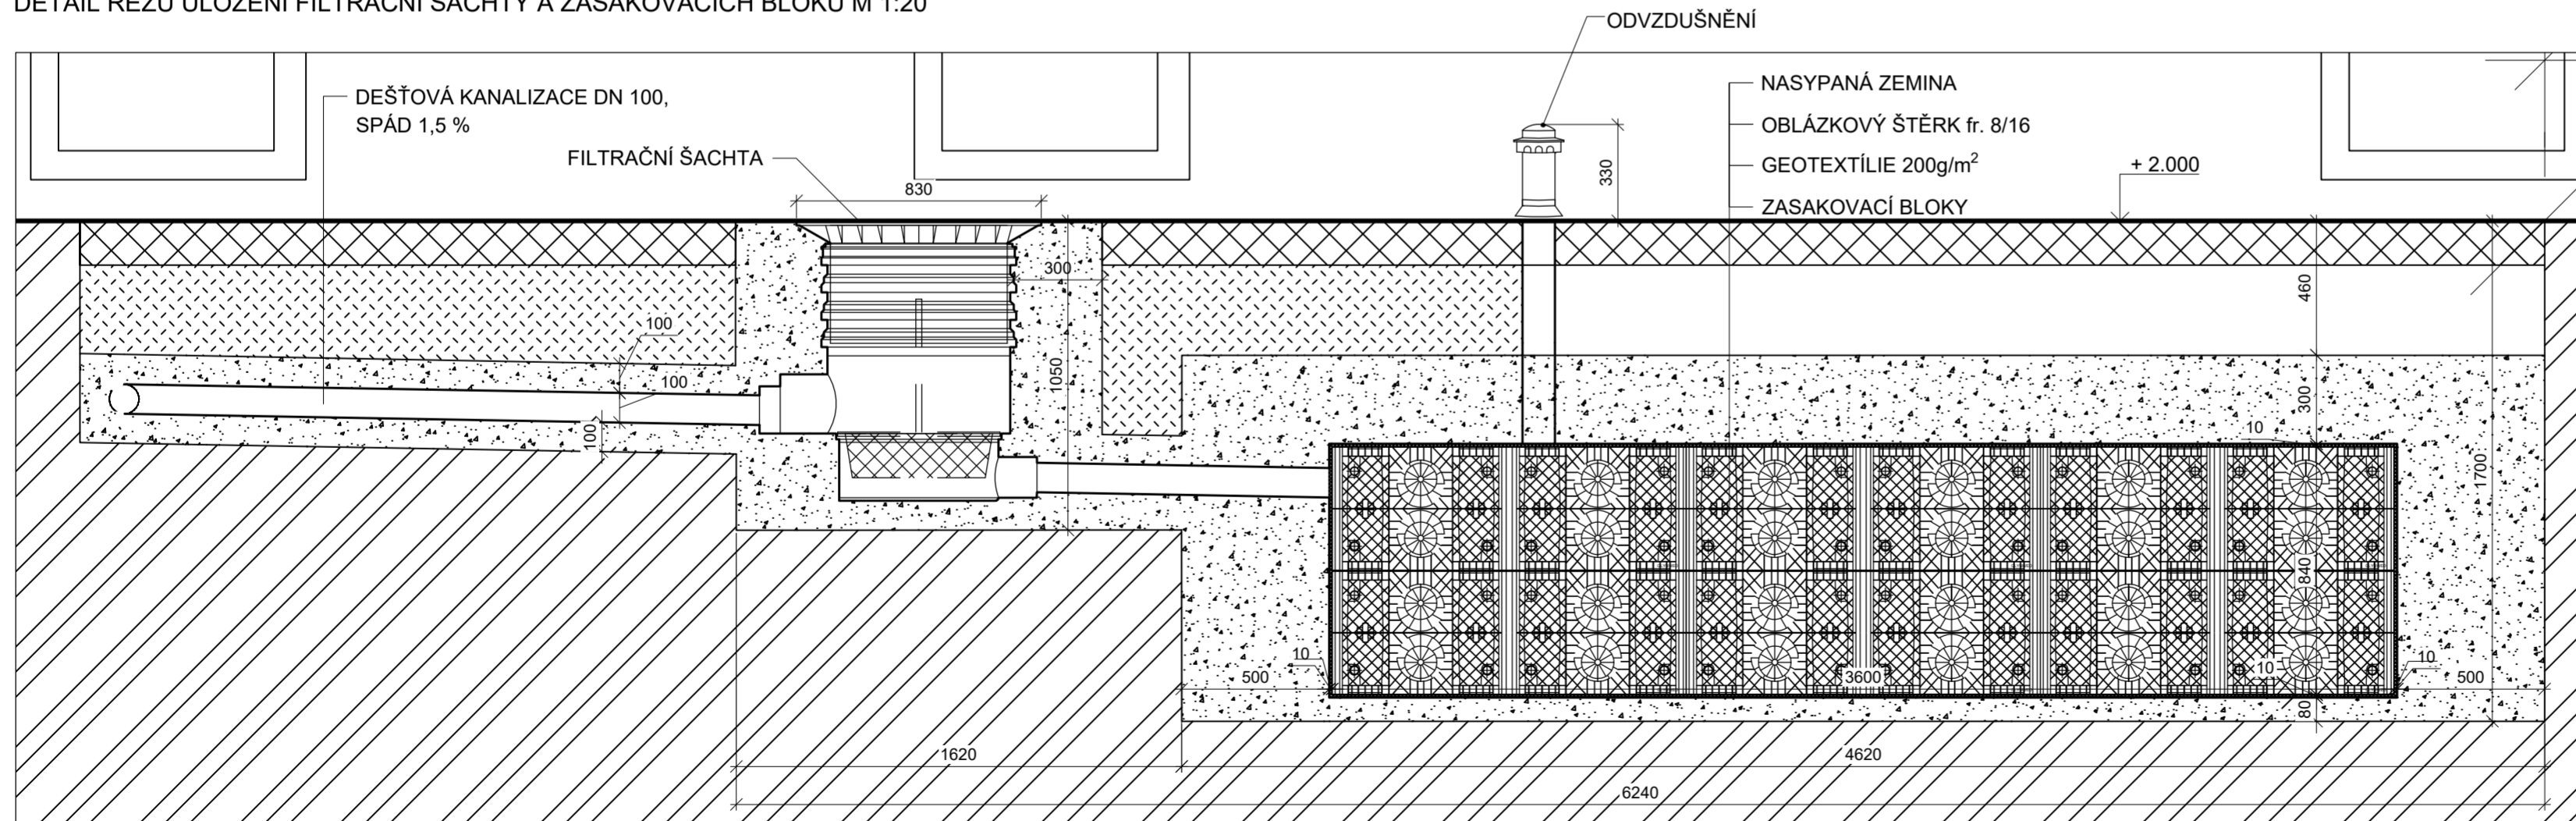 DETAIL ŘEZU ULOŽENÍ FILTRAČNÍ ŠACHTY A ZASAKOVACÍCH BLOKŮ M 1:20
ODVZDUŠNĚNÍ
DEŠŤOVÁ KANALIZACE DN 100,
SPÁD 1,5 %
NASYPANÁ ZEMINA
OBLÁZKOVÝ ŠTĚRK fr. 8/16
FILTRAČNÍ ŠACHTA
GEOTEXTÍLIE 200g/m²
+ 2.000
ZASAKOVACÍ BLOKY
830
330
300
460
100
100
1050
300
100
10
1700
840
10
500
3600
10
10
500
80
1620
4620
6240